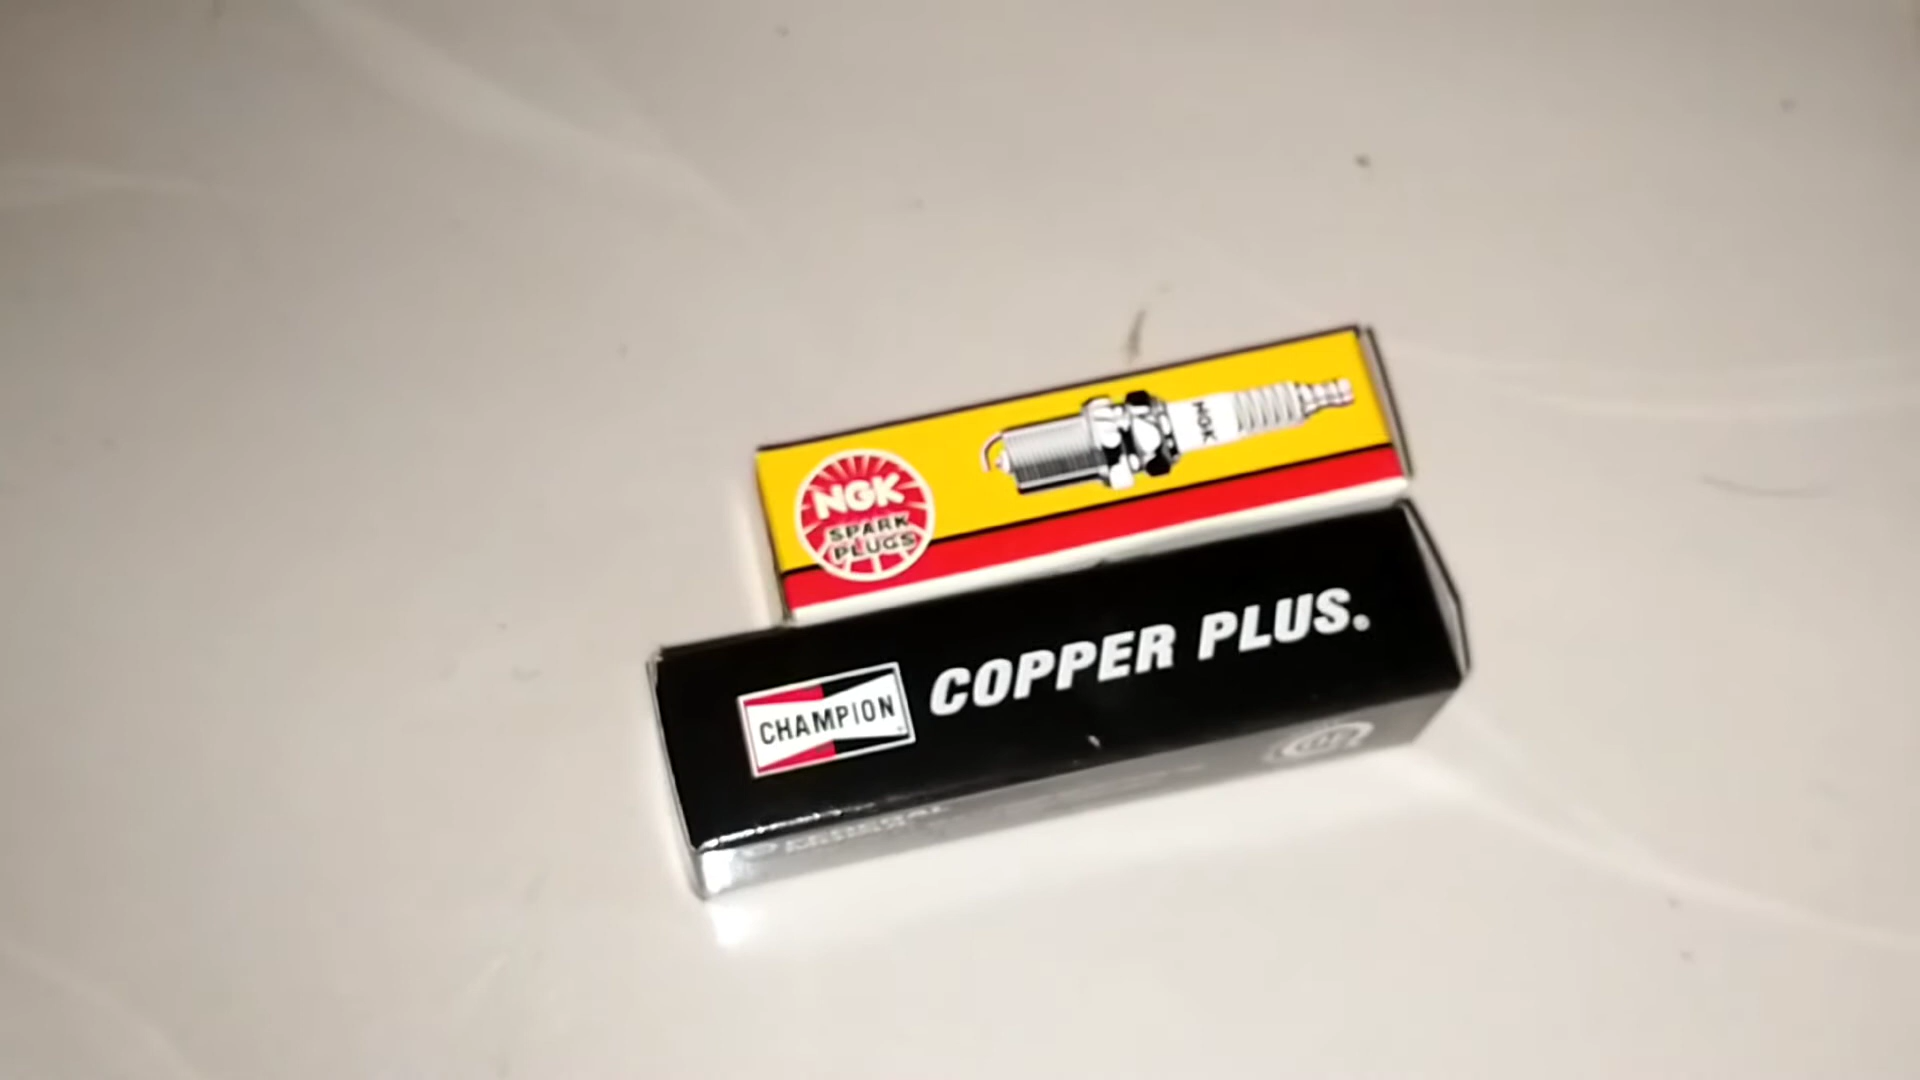 NGK
SPARK
PLUGS
NGK
CHAMPION
COPPER PLUS.®